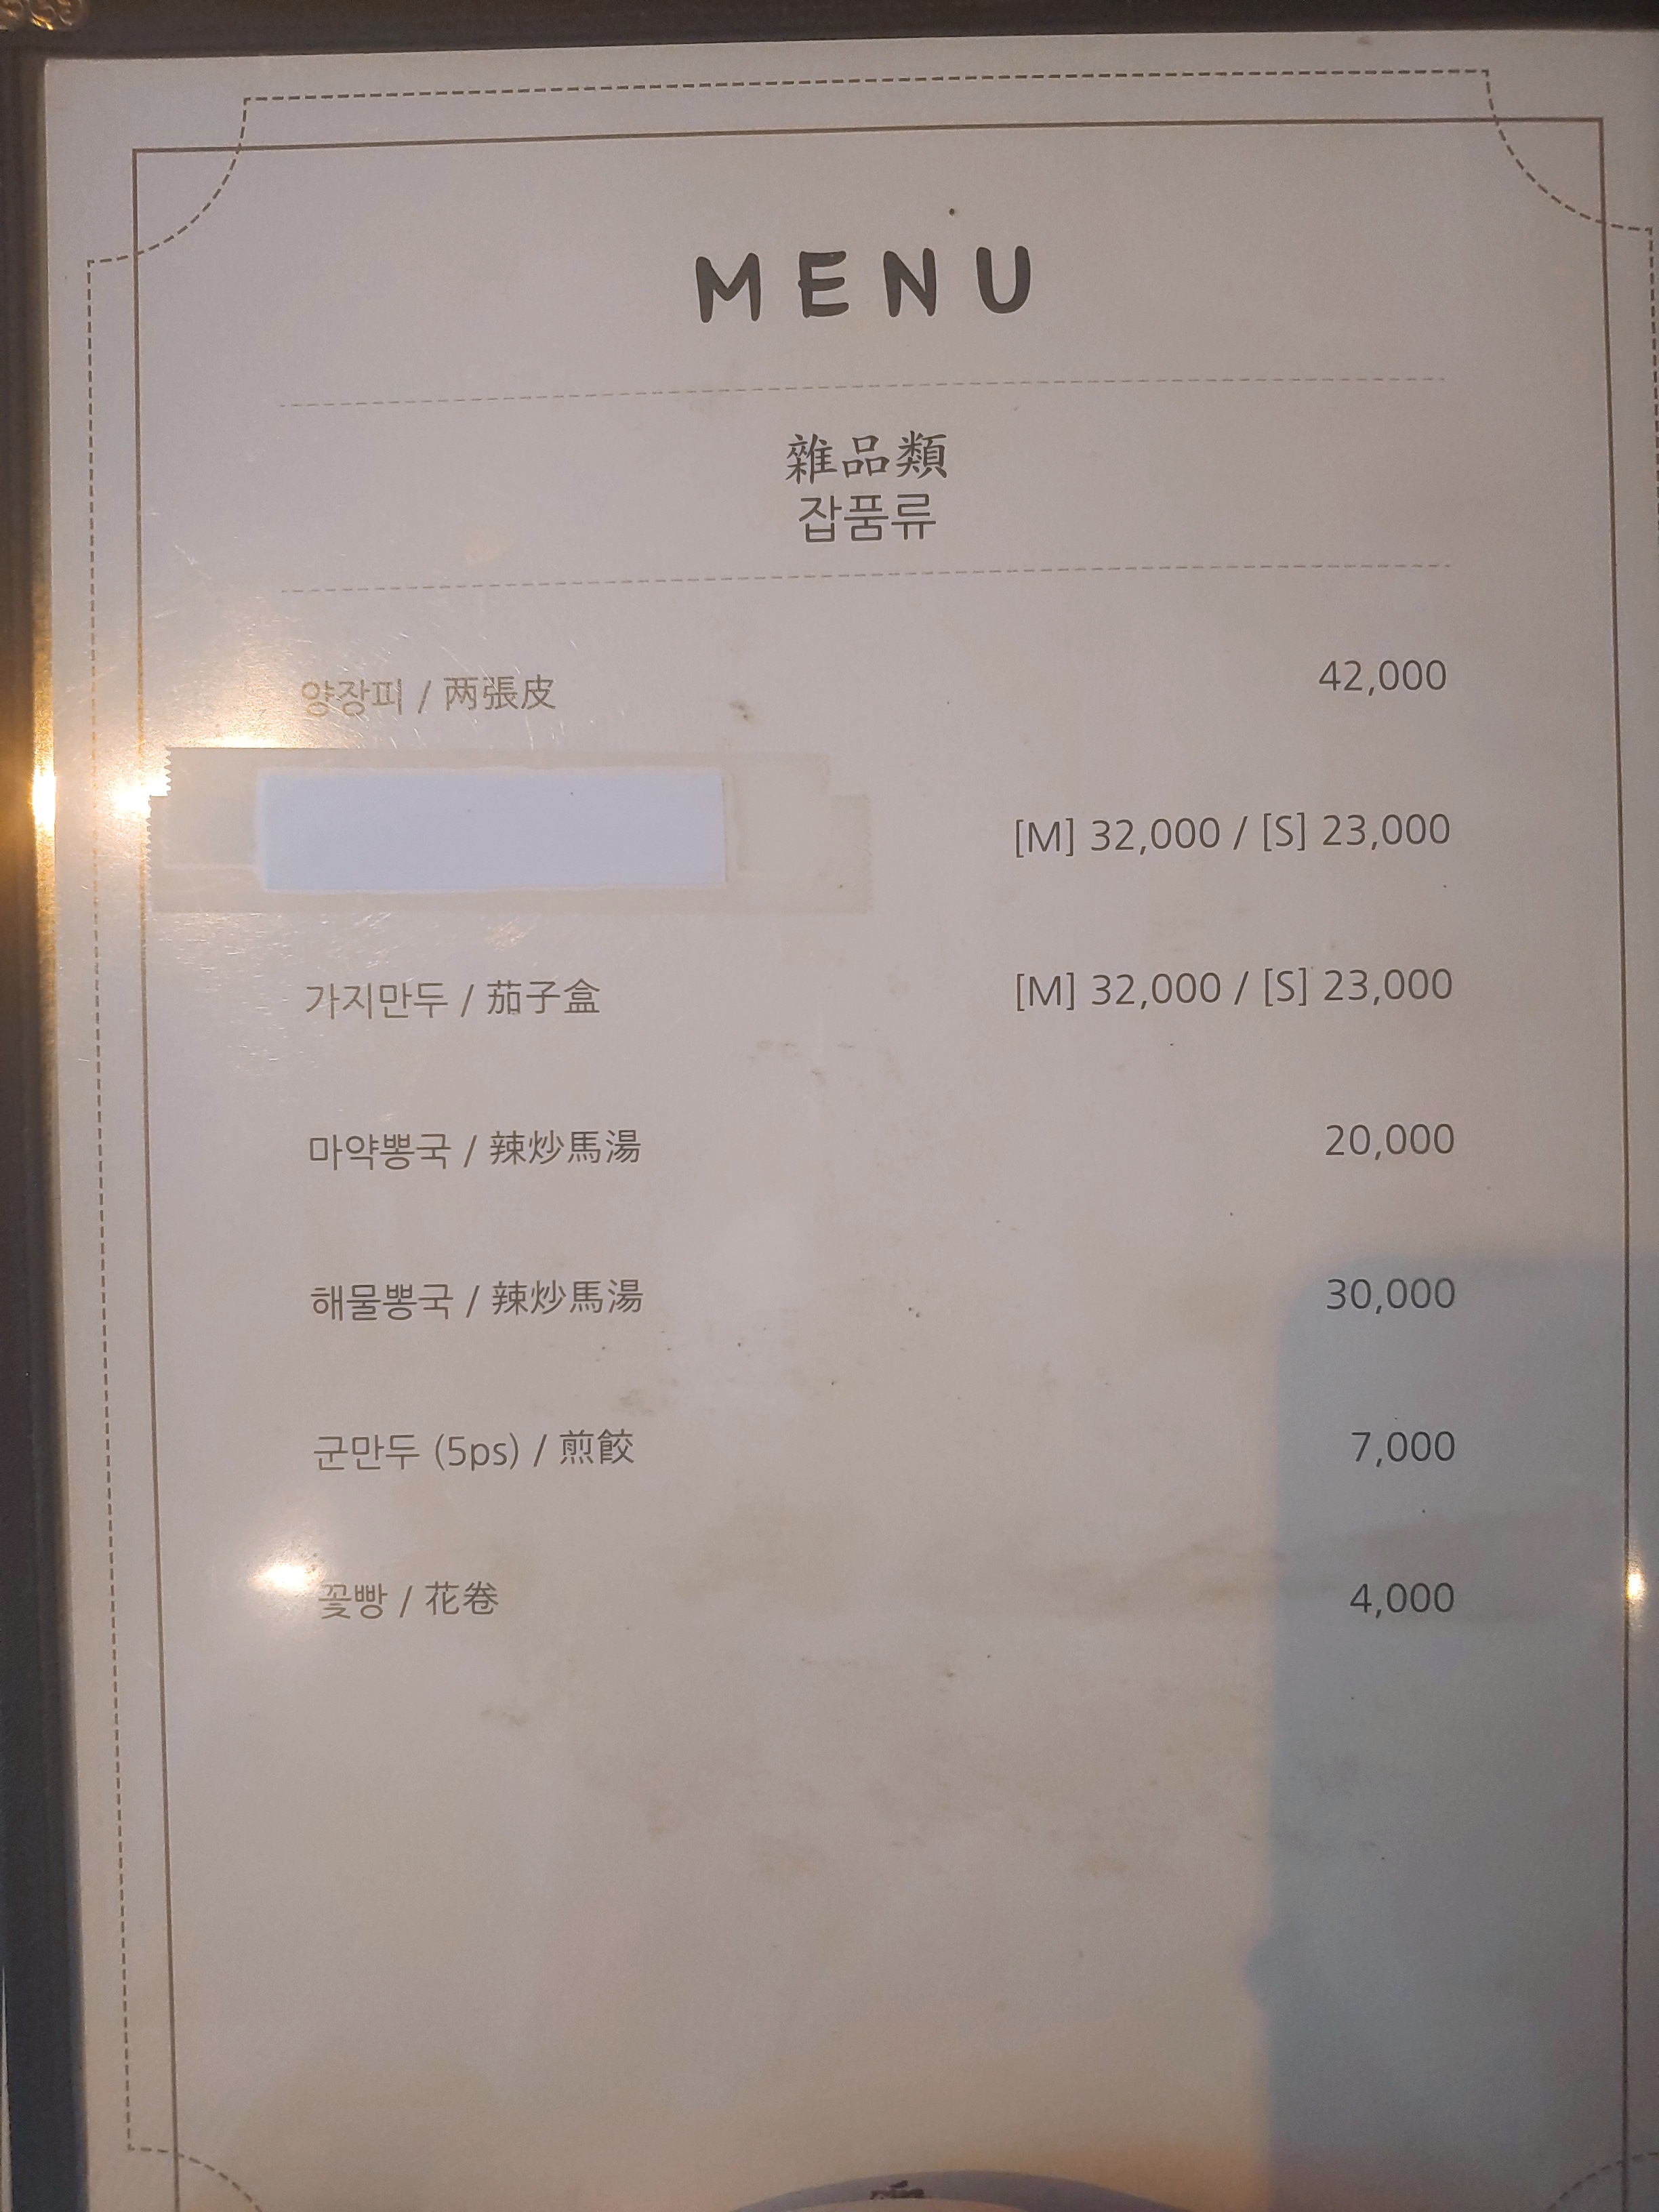 MENU
雜品類
잡품류
양장피 / 两張皮 42,000
[M] 32,000 / [S] 23,000
가지만두 / 茄子盒 [M] 32,000 / [S] 23,000
마약뽕국 / 辣炒馬湯 20,000
해물뽕국 / 辣炒馬湯 30,000
군만두 (5ps) / 煎餃 7,000
꽃빵 / 花卷 4,000